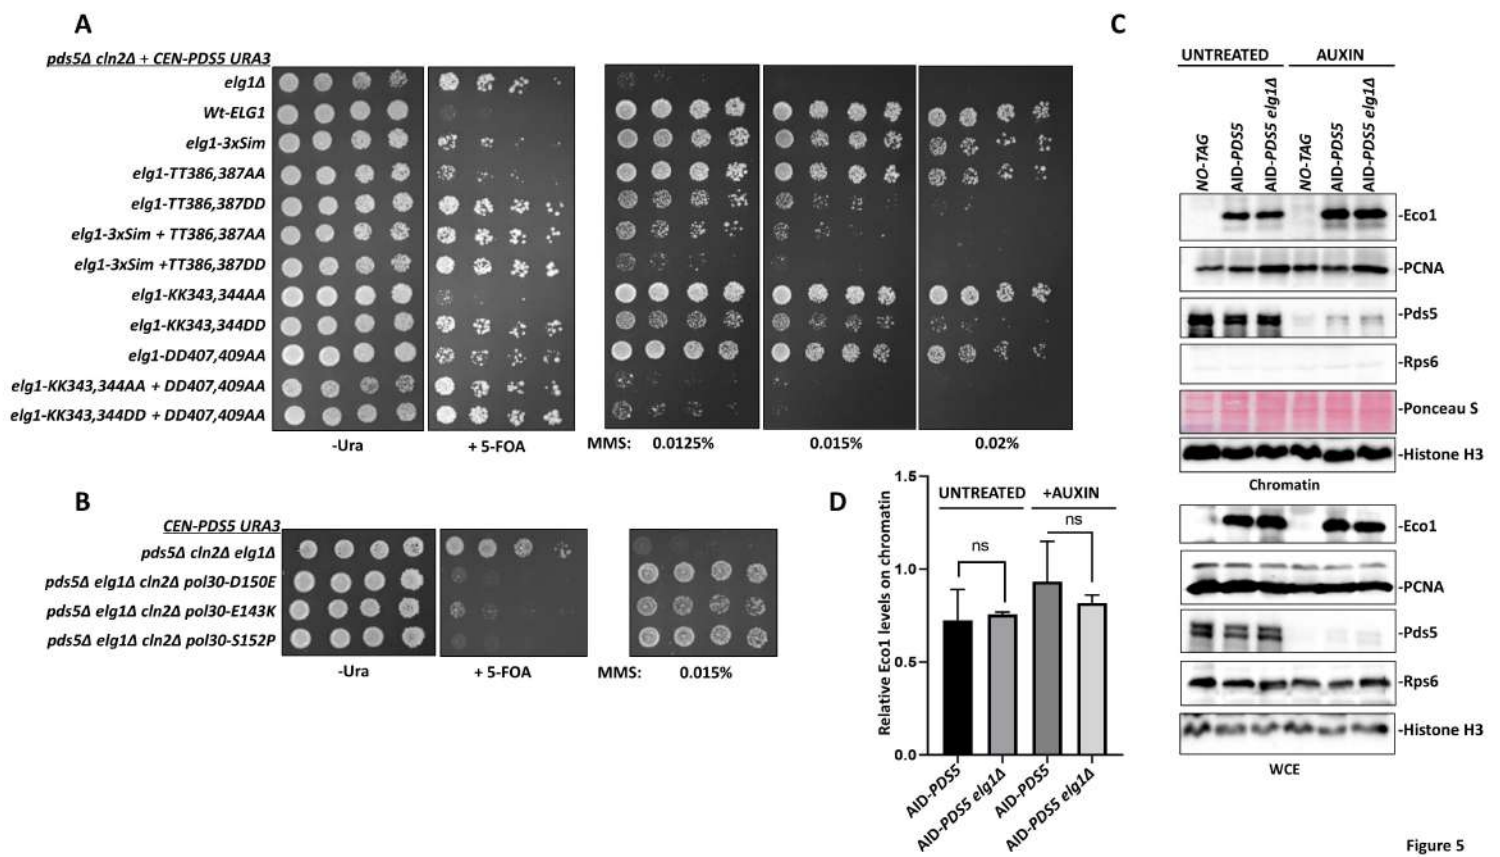 A
pds5Δ cln2Δ + CEN-PDS5 URA3
elg1Δ
Wt-ELG1
elg1-3xSim
elg1-TT386,387AA
elg1-TT386,387DD
elg1-3xSim + TT386,387AA
elg1-3xSim +TT386,387DD
elg1-KK343,344AA
elg1-KK343,344DD
elg1-DD407,409AA
elg1-KK343,344AA + DD407,409AA
elg1-KK343,344DD + DD407,409AA
-Ura
+ 5-FOA
MMS: 0.0125%
0.015%
0.02%
B
CEN-PDS5 URA3
pds5Δ cln2Δ elg1Δ
pds5Δ elg1Δ cln2Δ pol30-D150E
pds5Δ elg1Δ cln2Δ pol30-E143K
pds5Δ elg1Δ cln2Δ pol30-S152P
-Ura
+ 5-FOA
MMS: 0.015%
C
UNTREATED AUXIN
NO-TAG
AID-PDS5
AID-PDS5 elg1Δ
NO-TAG
AID-PDS5
AID-PDS5 elg1Δ
-Eco1
-PCNA
-Pds5
-Rps6
-Ponceau S
-Histone H3
Chromatin
-Eco1
-PCNA
-Pds5
-Rps6
-Histone H3
WCE
D
Relative Eco1 levels on chromatin
1.5
1.0
0.5
0.0
UNTREATED +AUXIN
ns
ns
AID-PDS5
AID-PDS5 elg1Δ
AID-PDS5
AID-PDS5 elg1Δ
Figure 5